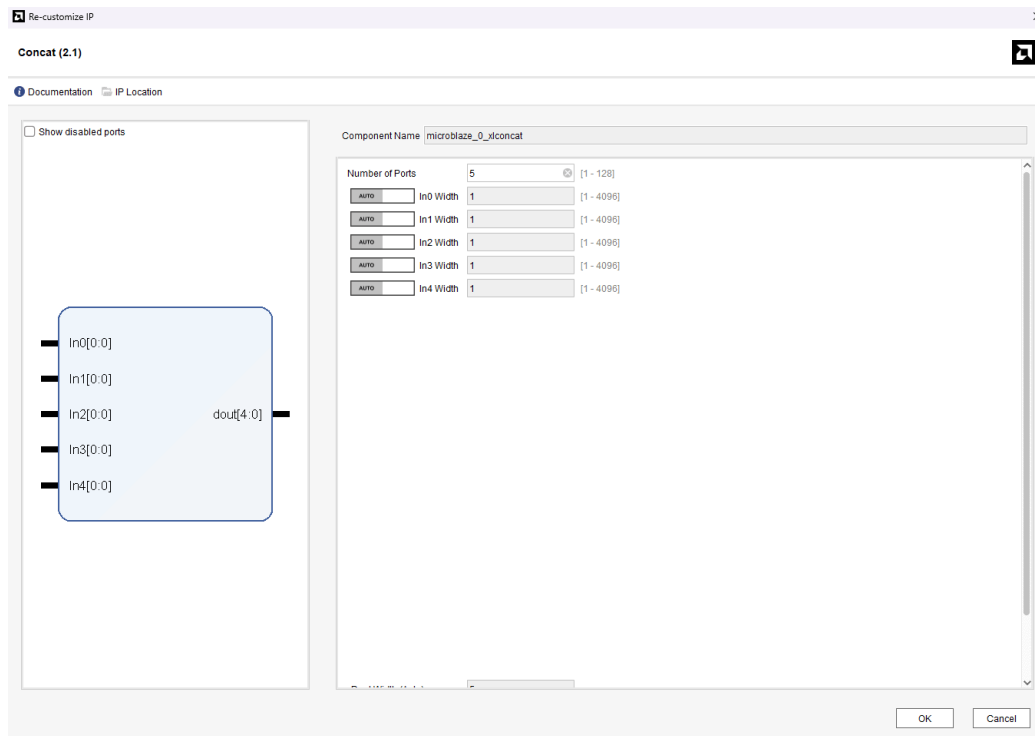 Re-customize IP
Concat (2.1)
Documentation IP Location
Show disabled ports
In0[0:0]
In1[0:0]
In2[0:0]
In3[0:0]
In4[0:0]
dout[4:0]
Component Name microblaze_0_xlconcat
Number of Ports 5 [1 - 128]
AUTO In0 Width 1 [1 - 4096]
AUTO In1 Width 1 [1 - 4096]
AUTO In2 Width 1 [1 - 4096]
AUTO In3 Width 1 [1 - 4096]
AUTO In4 Width 1 [1 - 4096]
OK Cancel